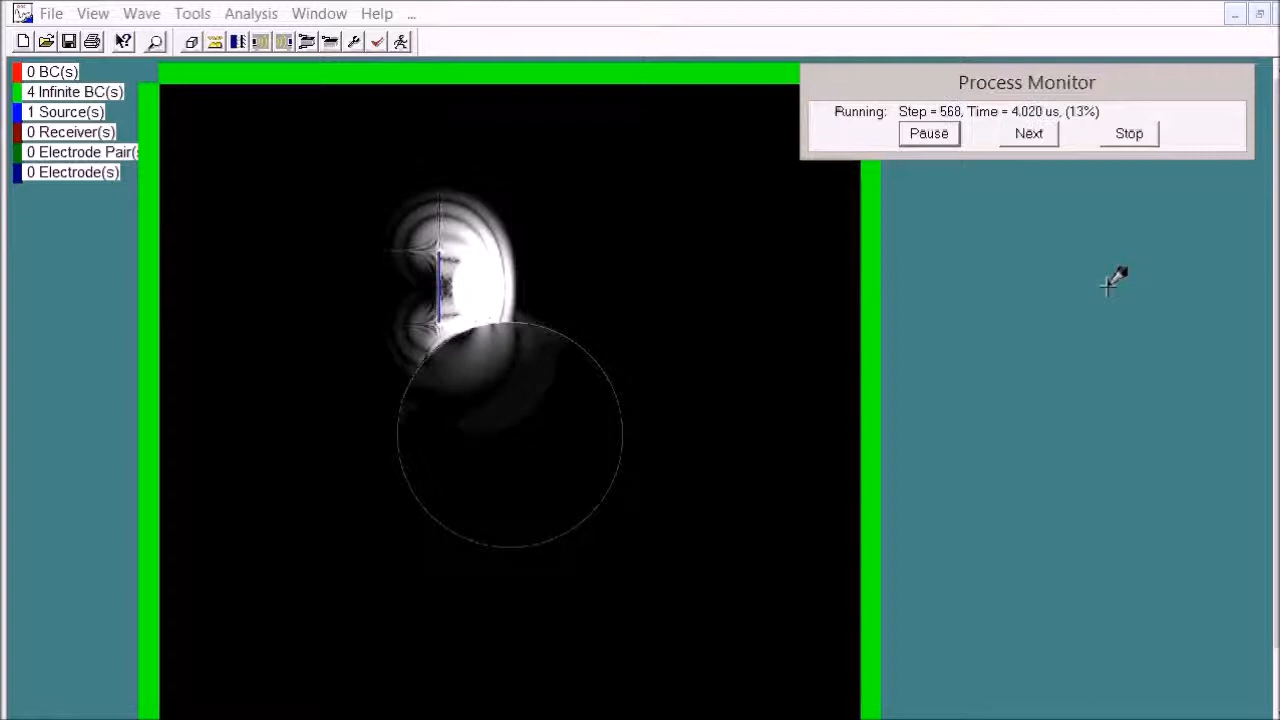 File View Wave Tools Analysis Window Help ...
0 BC(s)
4 Infinite BC(s)
1 Source(s)
0 Receiver(s)
0 Electrode Pair(s
0 Electrode(s)
Process Monitor
Running: Step = 568, Time = 4.020 us, (13%)
Pause Next Stop